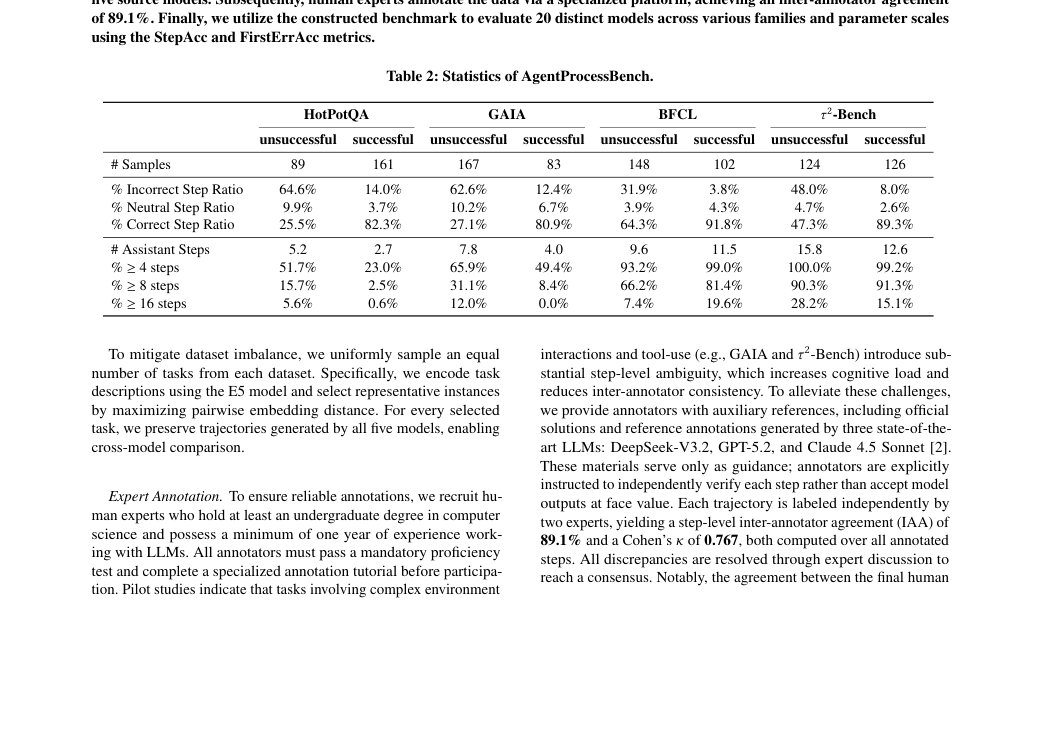 five source models. Subsequently, human experts annotate the data via a specialized platform, achieving an inter-annotator agreement
of 89.1%. Finally, we utilize the constructed benchmark to evaluate 20 distinct models across various families and parameter scales
using the StepAcc and FirstErrAcc metrics.
Table 2: Statistics of AgentProcessBench.
HotPotQA GAIA BFCL τ²-Bench
unsuccessful successful unsuccessful successful unsuccessful successful unsuccessful successful
# Samples 89 161 167 83 148 102 124 126
% Incorrect Step Ratio 64.6% 14.0% 62.6% 12.4% 31.9% 3.8% 48.0% 8.0%
% Neutral Step Ratio 9.9% 3.7% 10.2% 6.7% 3.9% 4.3% 4.7% 2.6%
% Correct Step Ratio 25.5% 82.3% 27.1% 80.9% 64.3% 91.8% 47.3% 89.3%
# Assistant Steps 5.2 2.7 7.8 4.0 9.6 11.5 15.8 12.6
% ≥ 4 steps 51.7% 23.0% 65.9% 49.4% 93.2% 99.0% 100.0% 99.2%
% ≥ 8 steps 15.7% 2.5% 31.1% 8.4% 66.2% 81.4% 90.3% 91.3%
% ≥ 16 steps 5.6% 0.6% 12.0% 0.0% 7.4% 19.6% 28.2% 15.1%
To mitigate dataset imbalance, we uniformly sample an equal
number of tasks from each dataset. Specifically, we encode task
descriptions using the E5 model and select representative instances
by maximizing pairwise embedding distance. For every selected
task, we preserve trajectories generated by all five models, enabling
cross-model comparison.
Expert Annotation. To ensure reliable annotations, we recruit hu-
man experts who hold at least an undergraduate degree in computer
science and possess a minimum of one year of experience work-
ing with LLMs. All annotators must pass a mandatory proficiency
test and complete a specialized annotation tutorial before participa-
tion. Pilot studies indicate that tasks involving complex environment
interactions and tool-use (e.g., GAIA and τ²-Bench) introduce sub-
stantial step-level ambiguity, which increases cognitive load and
reduces inter-annotator consistency. To alleviate these challenges,
we provide annotators with auxiliary references, including official
solutions and reference annotations generated by three state-of-the-
art LLMs: DeepSeek-V3.2, GPT-5.2, and Claude 4.5 Sonnet [2].
These materials serve only as guidance; annotators are explicitly
instructed to independently verify each step rather than accept model
outputs at face value. Each trajectory is labeled independently by
two experts, yielding a step-level inter-annotator agreement (IAA) of
89.1% and a Cohen's κ of 0.767, both computed over all annotated
steps. All discrepancies are resolved through expert discussion to
reach a consensus. Notably, the agreement between the final human